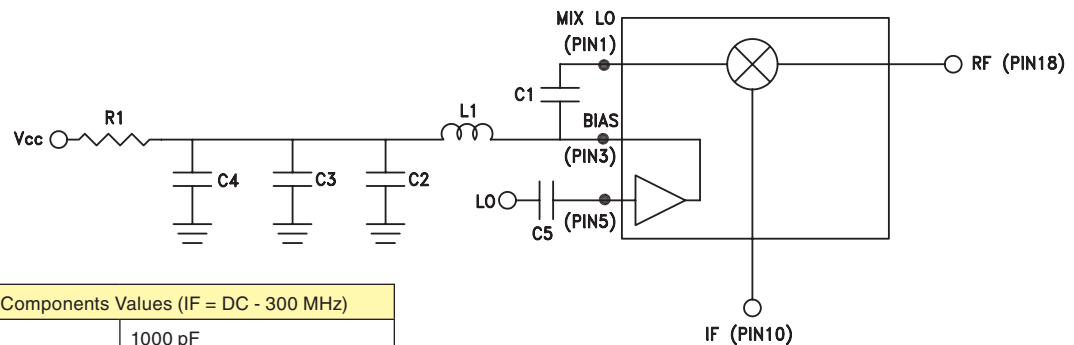 MIX LO
(PIN1)
RF (PIN18)
C1
L1
R1
BIAS
Vcc
(PIN3)
C4
C3
C2
LO
C5
(PIN5)
Components Values (IF = DC - 300 MHz)
1000 pF
IF (PIN10)